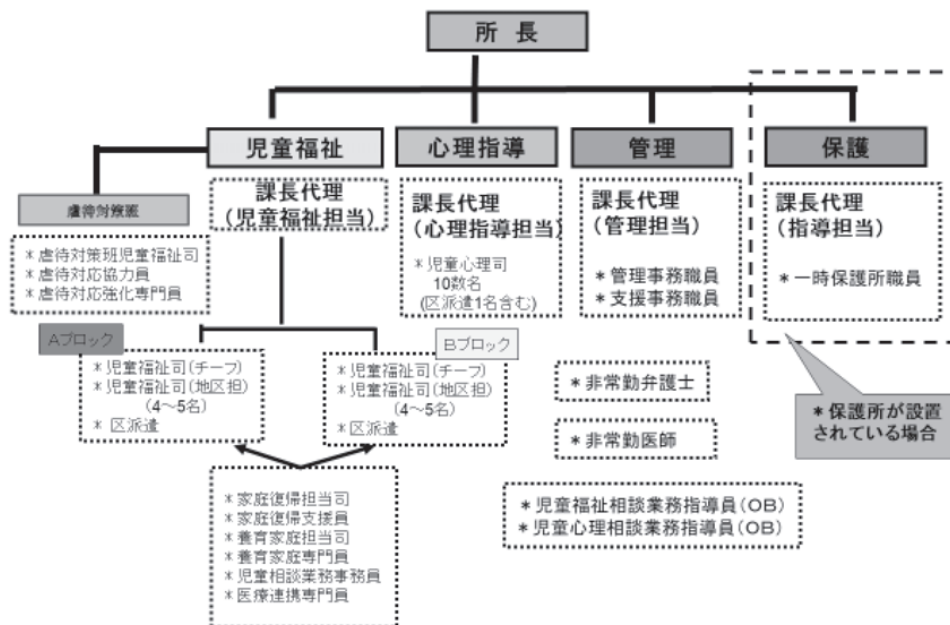 所 長
児童福祉
心理指導
管理
保護
虐待対策班
課長代理
(児童福祉担当)
課長代理
(心理指導担当)
＊児童心理司
10数名
(区派遣1名含む)
課長代理
(管理担当)
＊管理事務職員
＊支援事務職員
課長代理
(指導担当)
＊一時保護所職員
＊虐待対策班児童福祉司
＊虐待対応協力員
＊虐待対応強化専門員
Aブロック
＊児童福祉司(チーフ)
＊児童福祉司(地区担)
(4～5名)
＊区派遣
Bブロック
＊児童福祉司(チーフ)
＊児童福祉司(地区担)
(4～5名)
＊区派遣
＊非常勤弁護士
＊非常勤医師
＊保護所が設置
されている場合
＊家庭復帰担当司
＊家庭復帰支援員
＊養育家庭担当司
＊養育家庭専門員
＊児童相談業務事務員
＊医療連携専門員
＊児童福祉相談業務指導員(OB)
＊児童心理相談業務指導員(OB)